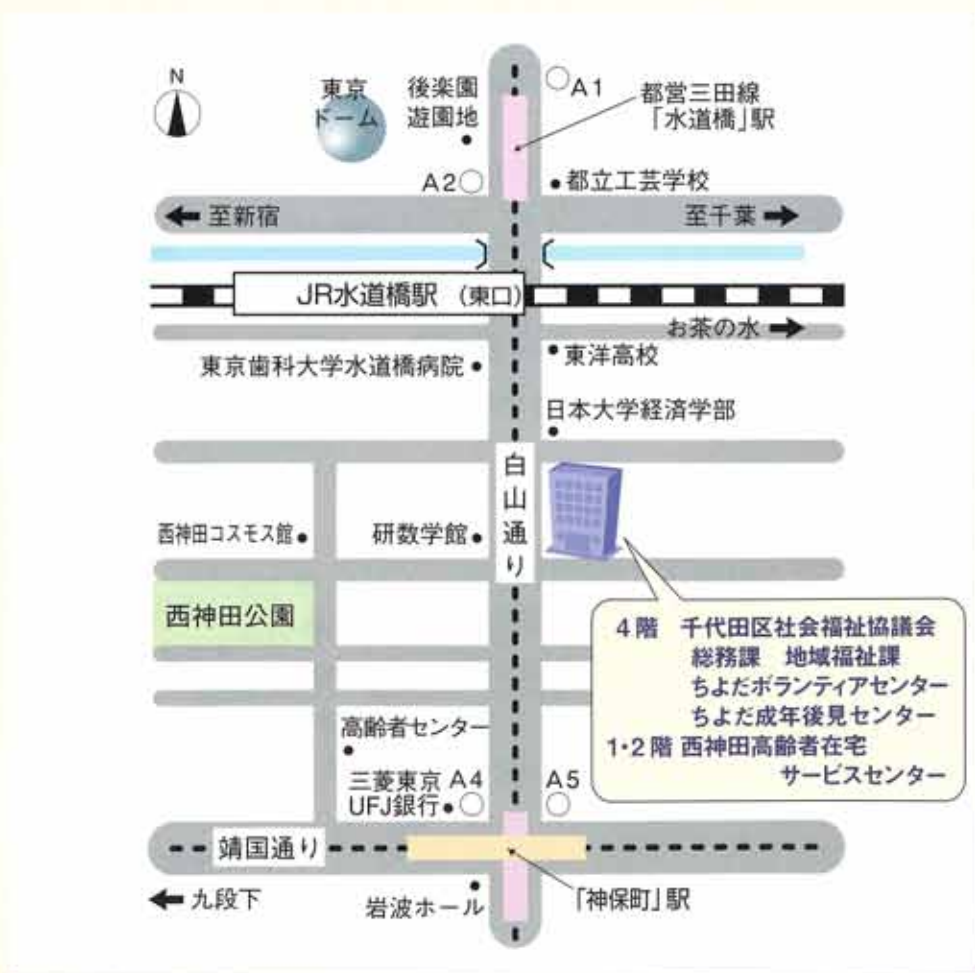 N
東京
ドーム
後楽園
遊園地
A1
都営三田線
「水道橋」駅
A2
都立工芸学校
至新宿
至千葉
JR水道橋駅 (東口)
お茶の水
東京歯科大学水道橋病院
東洋高校
日本大学経済学部
白山通り
西神田コスモス館
研数学館
西神田公園
4階 千代田区社会福祉協議会
総務課 地域福祉課
ちよだボランティアセンター
ちよだ成年後見センター
1・2階 西神田高齢者在宅
サービスセンター
高齢者センター
三菱東京
UFJ銀行
A4
A5
靖国通り
九段下
岩波ホール
「神保町」駅